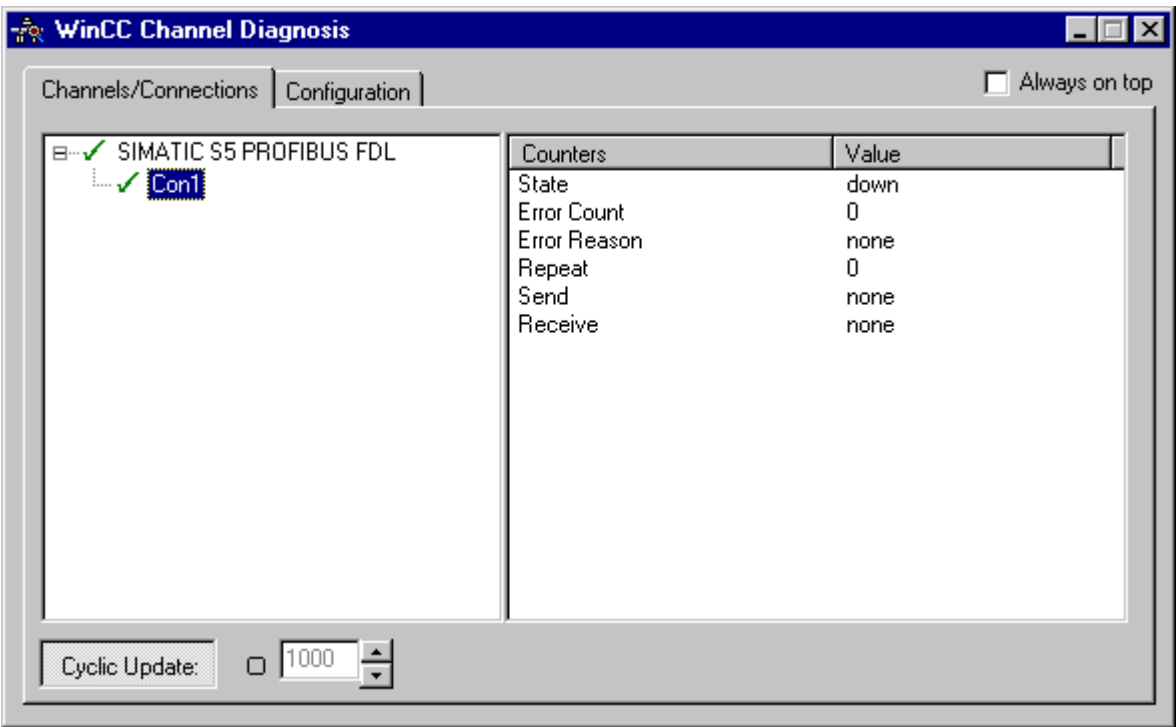 WinCC Channel Diagnosis
Channels/Connections Configuration Always on top
SIMATIC S5 PROFIBUS FDL
Con1
Counters Value
State down
Error Count 0
Error Reason none
Repeat 0
Send none
Receive none
Cyclic Update: 1000